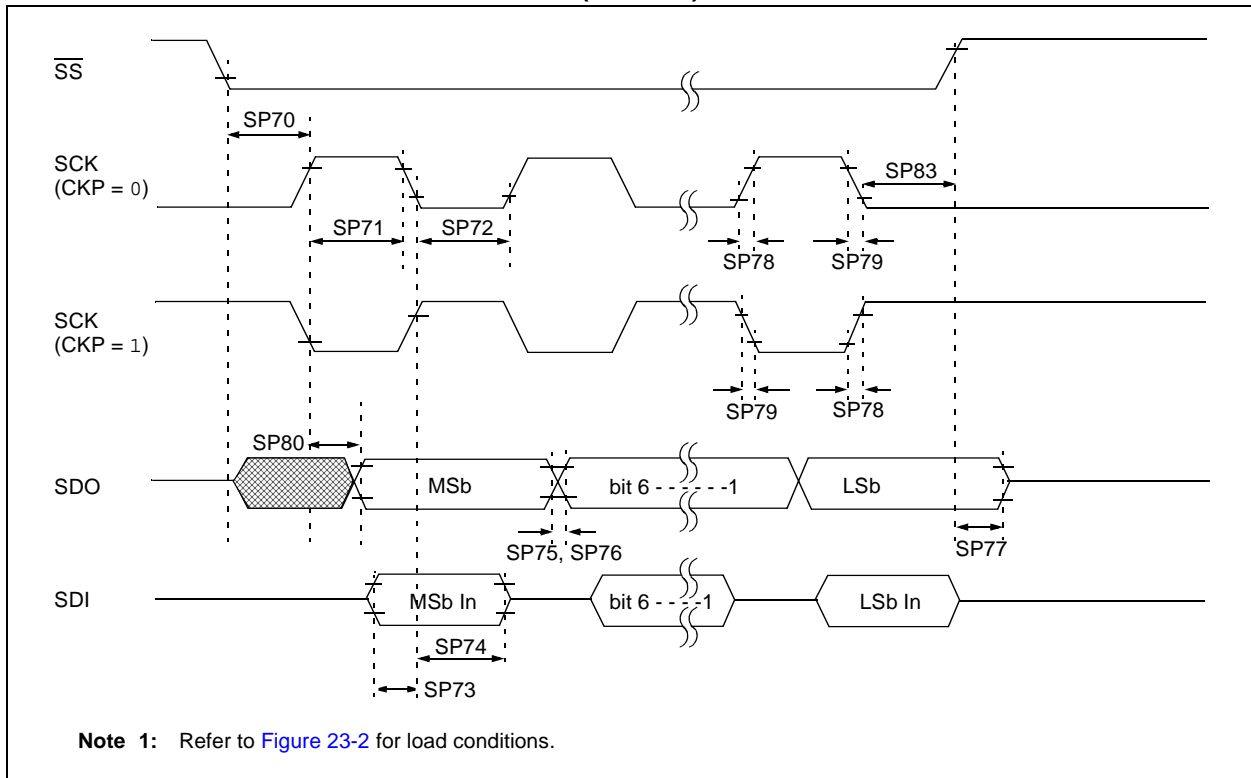 SS
SP70
SCK
(CKP = 0)
SP83
SP71
SP72
SP78
SP79
SCK
(CKP = 1)
SP79
SP78
SP80
SDO
MSb
bit 6 - - - - - -1
LSb
SP75, SP76
SP77
SDI
MSb In
bit 6 - - - -1
LSb In
SP74
SP73
Note 1: Refer to Figure 23-2 for load conditions.